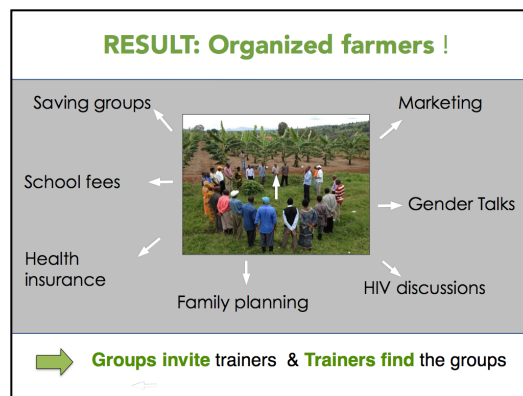 RESULT: Organized farmers !
Saving groups
Marketing
School fees
Gender Talks
Health
insurance
HIV discussions
Family planning
Groups invite trainers & Trainers find the groups